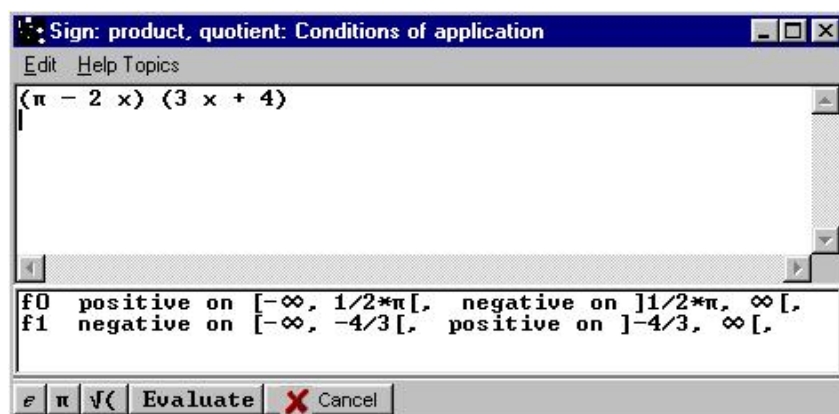 Sign: product, quotient: Conditions of application
Edit Help Topics
(π − 2 x) (3 x + 4)
f0 positive on [-∞, 1/2*π[, negative on ]1/2*π, ∞[,
f1 negative on [-∞, -4/3[, positive on ]-4/3, ∞[,
e π √( Evaluate Cancel